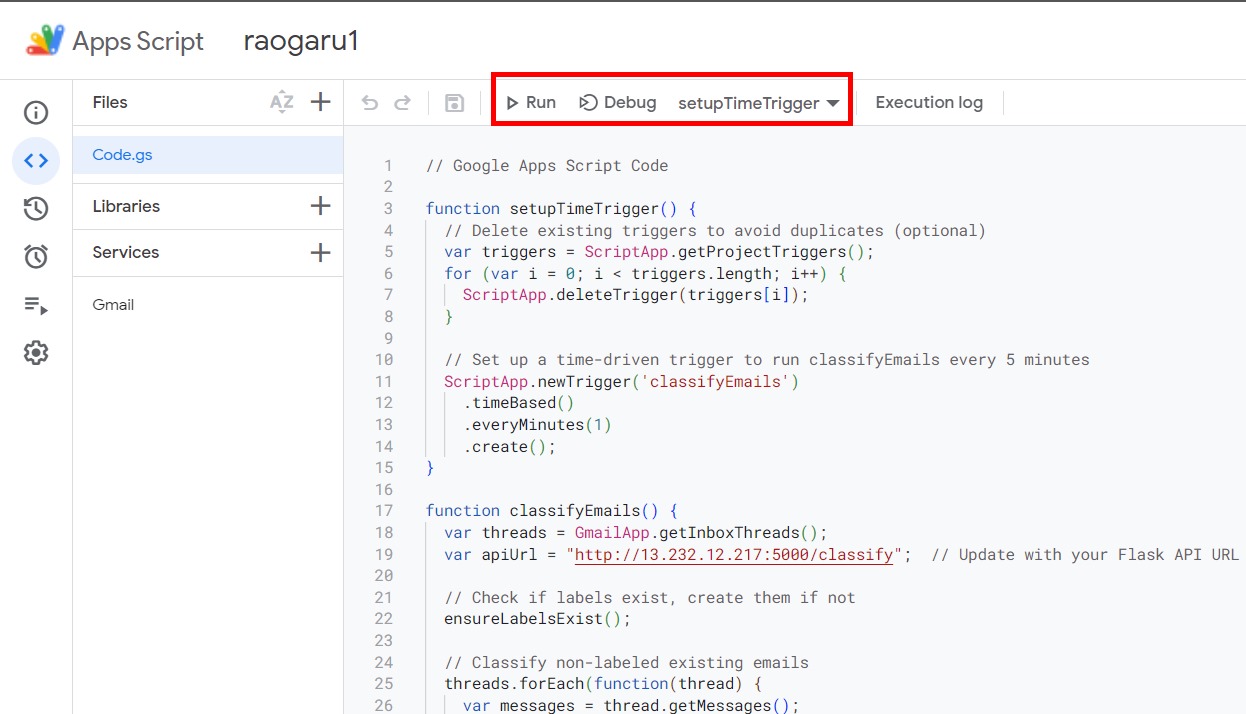 Apps Script raogaru1
Files AZ
Run Debug setupTimeTrigger Execution log
Code.gs
Libraries
Services
Gmail
1 // Google Apps Script Code
2
3 function setupTimeTrigger() {
4 // Delete existing triggers to avoid duplicates (optional)
5 var triggers = ScriptApp.getProjectTriggers();
6 for (var i = 0; i < triggers.length; i++) {
7 ScriptApp.deleteTrigger(triggers[i]);
8 }
9
10 // Set up a time-driven trigger to run classifyEmails every 5 minutes
11 ScriptApp.newTrigger('classifyEmails')
12 .timeBased()
13 .everyMinutes(1)
14 .create();
15 }
16
17 function classifyEmails() {
18 var threads = GmailApp.getInboxThreads();
19 var apiUrl = "http://13.232.12.217:5000/classify"; // Update with your Flask API URL
20
21 // Check if labels exist, create them if not
22 ensureLabelsExist();
23
24 // Classify non-labeled existing emails
25 threads.forEach(function(thread) {
26 var messages = thread.getMessages();